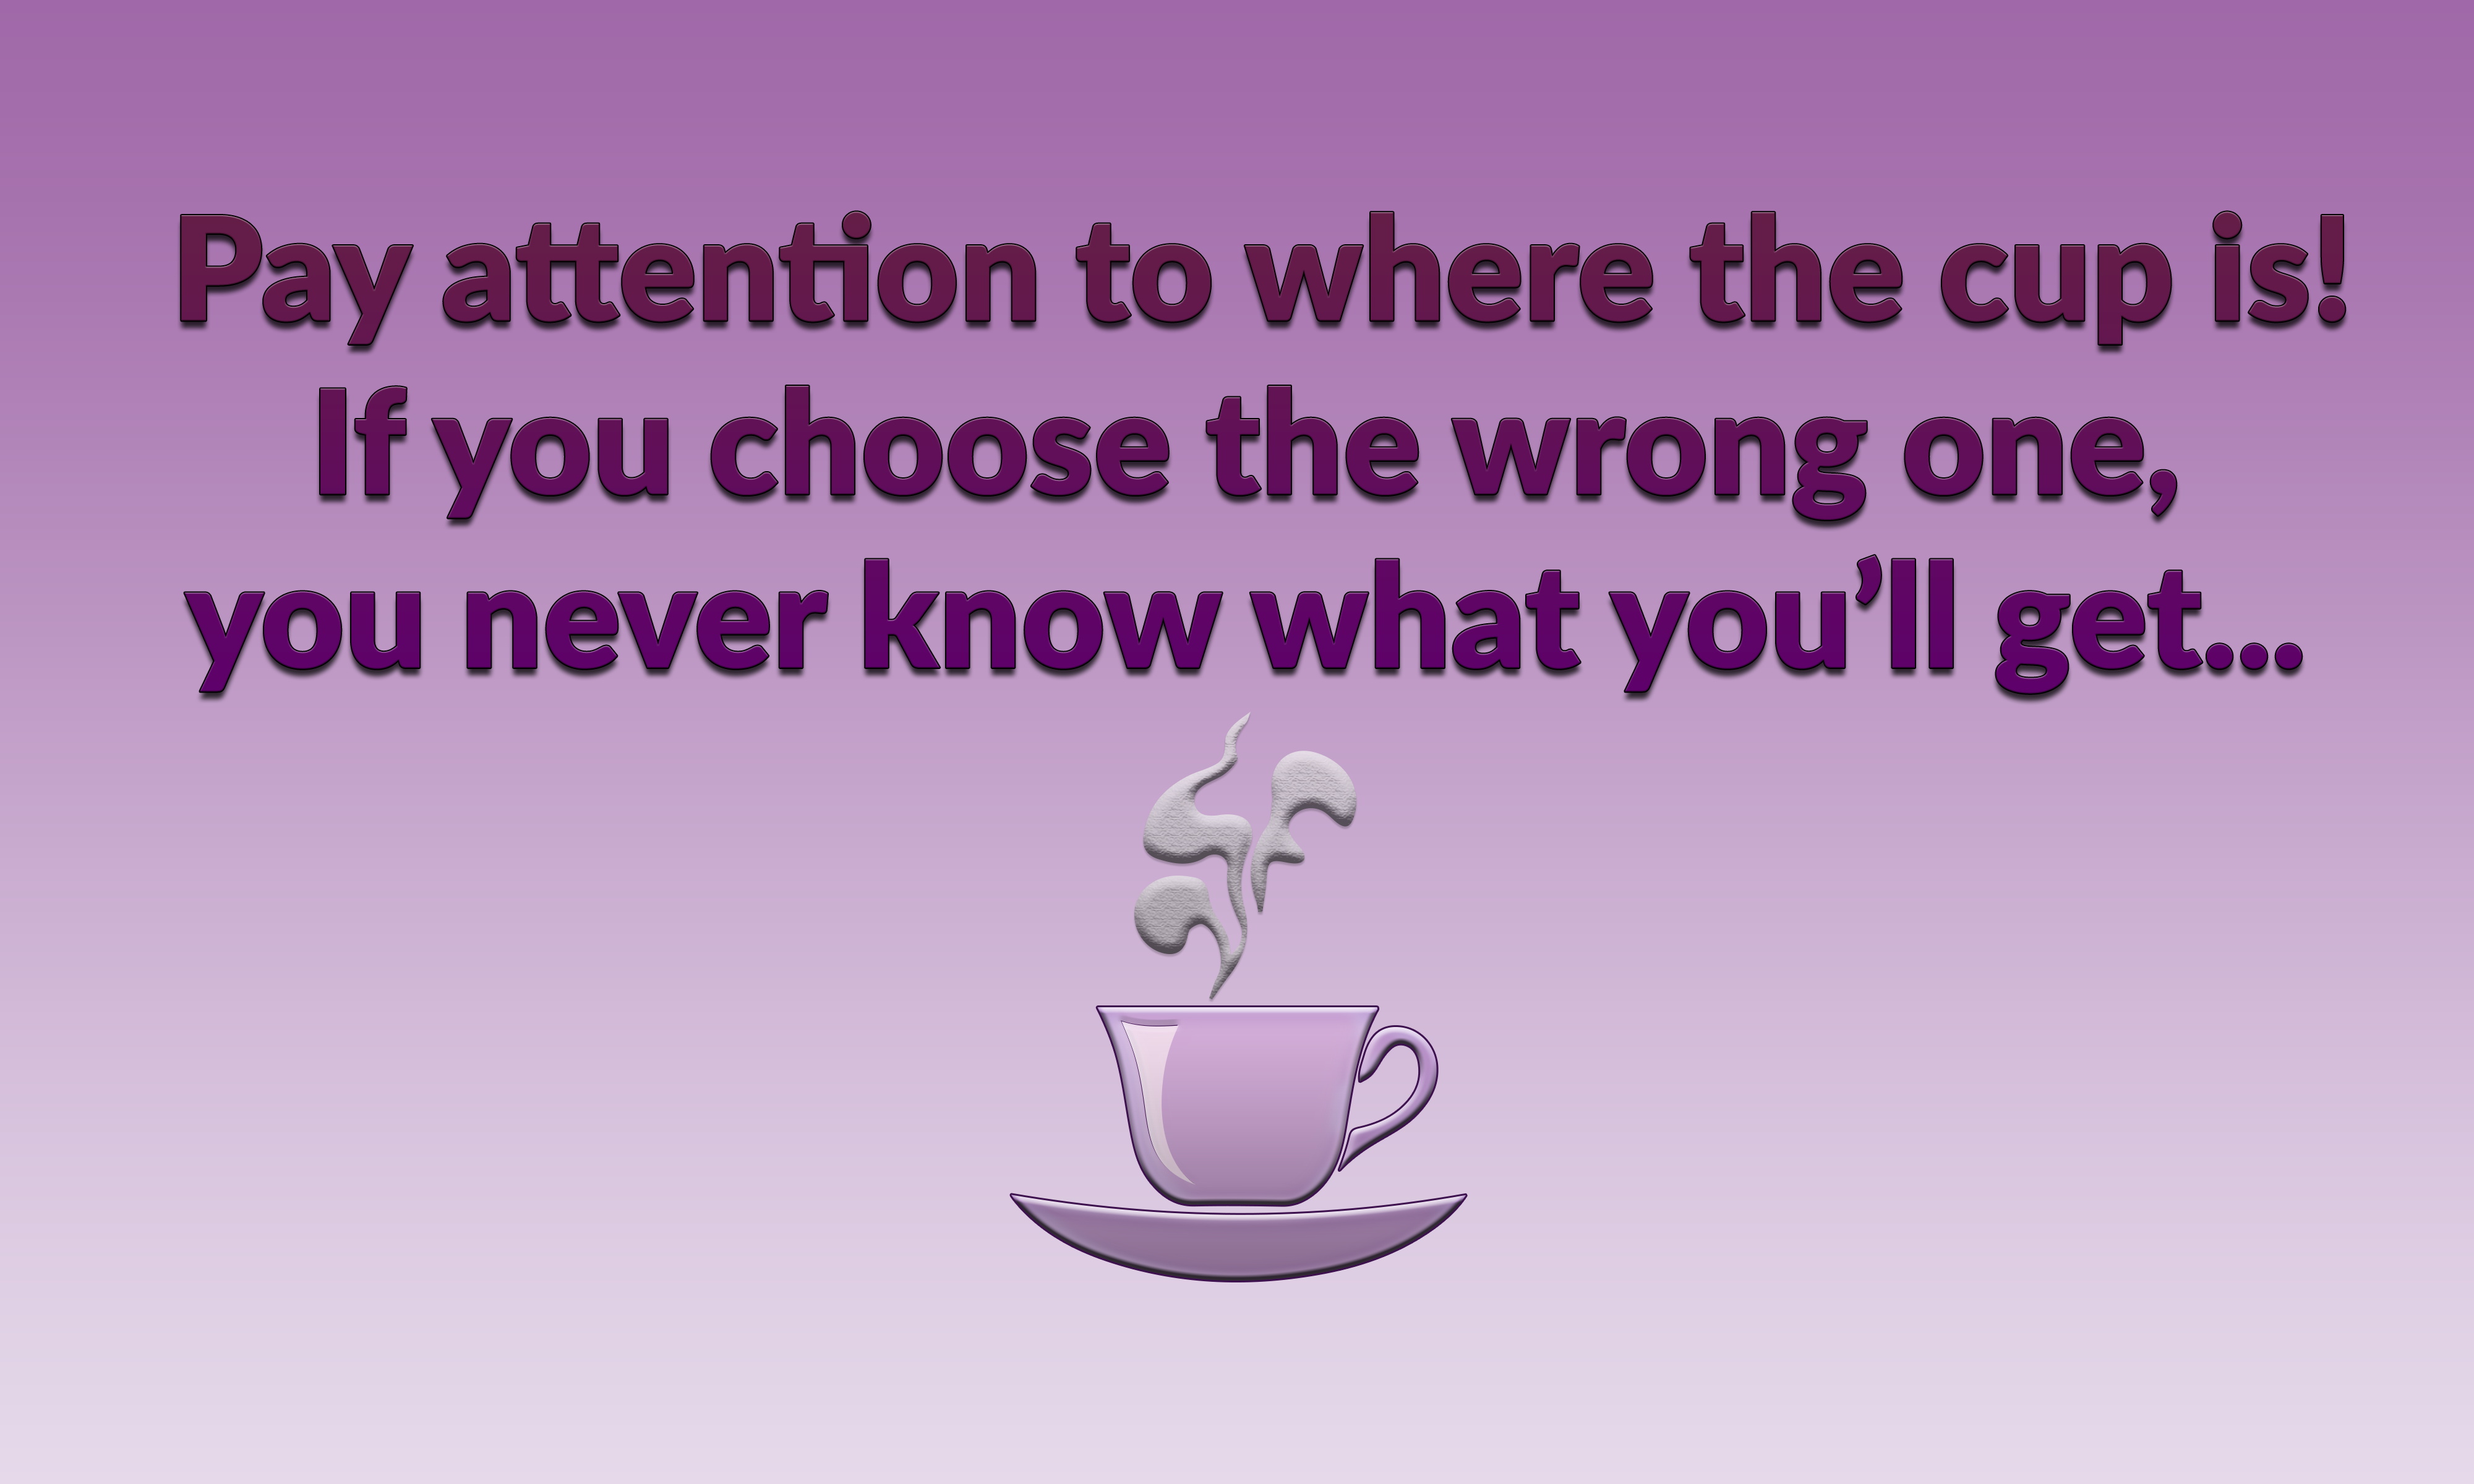 Pay attention to where the cup is!
If you choose the wrong one,
you never know what you’ll get...